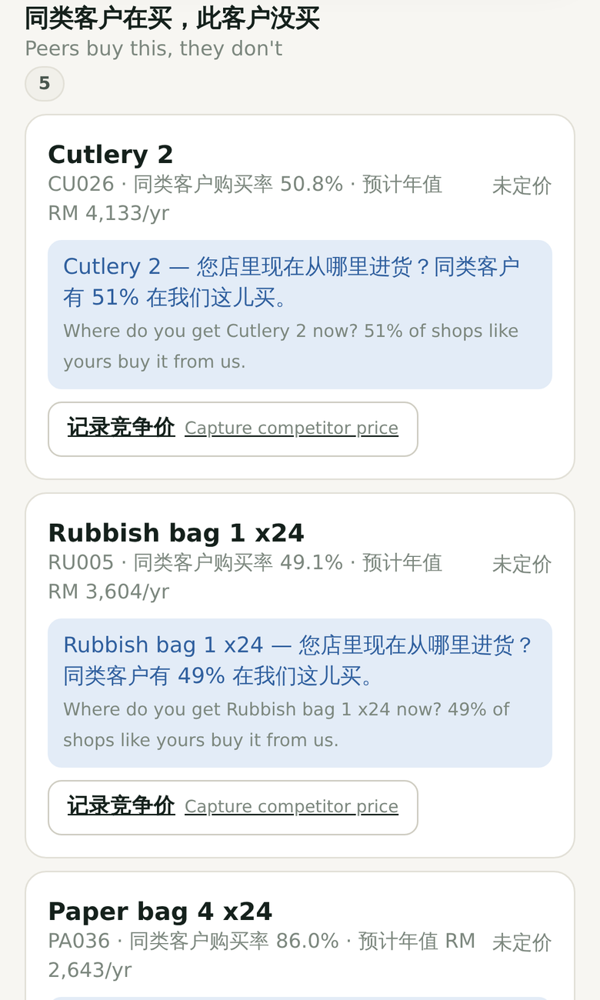 同类客户在买，此客户没买
Peers buy this, they don't
5
Cutlery 2
CU026 · 同类客户购买率 50.8% · 预计年值
RM 4,133/yr
未定价
Cutlery 2 — 您店里现在从哪里进货？同类客户
有 51% 在我们这儿买。
Where do you get Cutlery 2 now? 51% of shops like
yours buy it from us.
记录竞争价 Capture competitor price
Rubbish bag 1 x24
RU005 · 同类客户购买率 49.1% · 预计年值
RM 3,604/yr
未定价
Rubbish bag 1 x24 — 您店里现在从哪里进货？
同类客户有 49% 在我们这儿买。
Where do you get Rubbish bag 1 x24 now? 49% of
shops like yours buy it from us.
记录竞争价 Capture competitor price
Paper bag 4 x24
PA036 · 同类客户购买率 86.0% · 预计年值 RM
2,643/yr
未定价